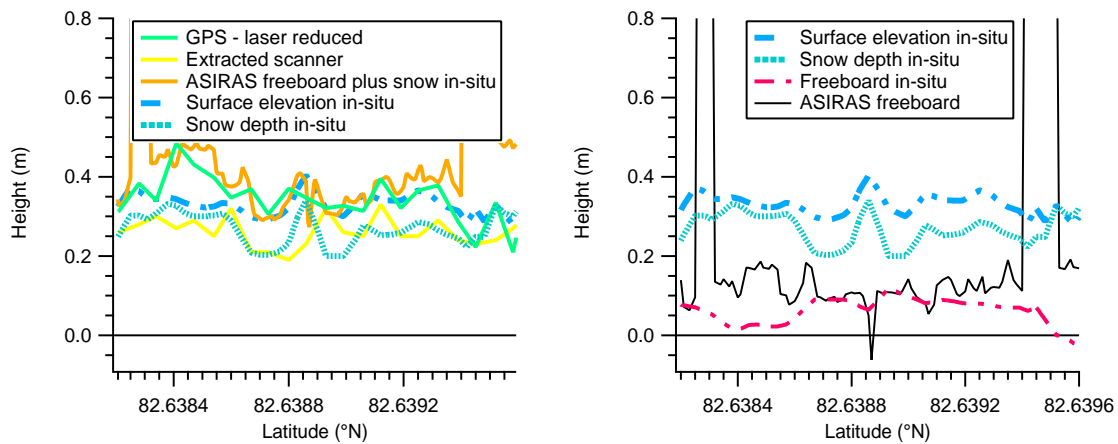 0.8
0.6
0.4
0.2
0.0
Height (m)
GPS - laser reduced
Extracted scanner
ASIRAS freeboard plus snow in-situ
Surface elevation in-situ
Snow depth in-situ
82.6384
82.6388
82.6392
Latitude (°N)
0.8
0.6
0.4
0.2
0.0
Height (m)
Surface elevation in-situ
Snow depth in-situ
Freeboard in-situ
ASIRAS freeboard
82.6384
82.6388
82.6392
82.6396
Latitude (°N)